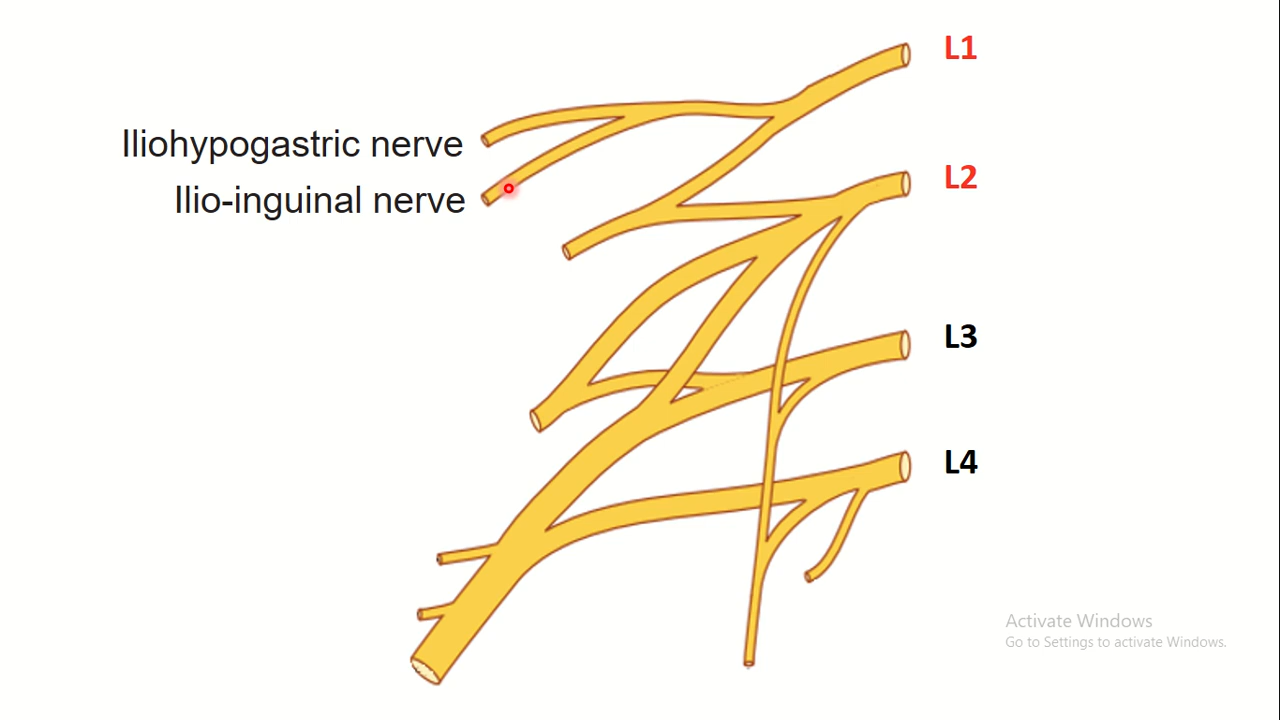 L1
Iliohypogastric nerve
L2
Ilio-inguinal nerve
L3
L4
Activate Windows
Go to Settings to activate Windows.